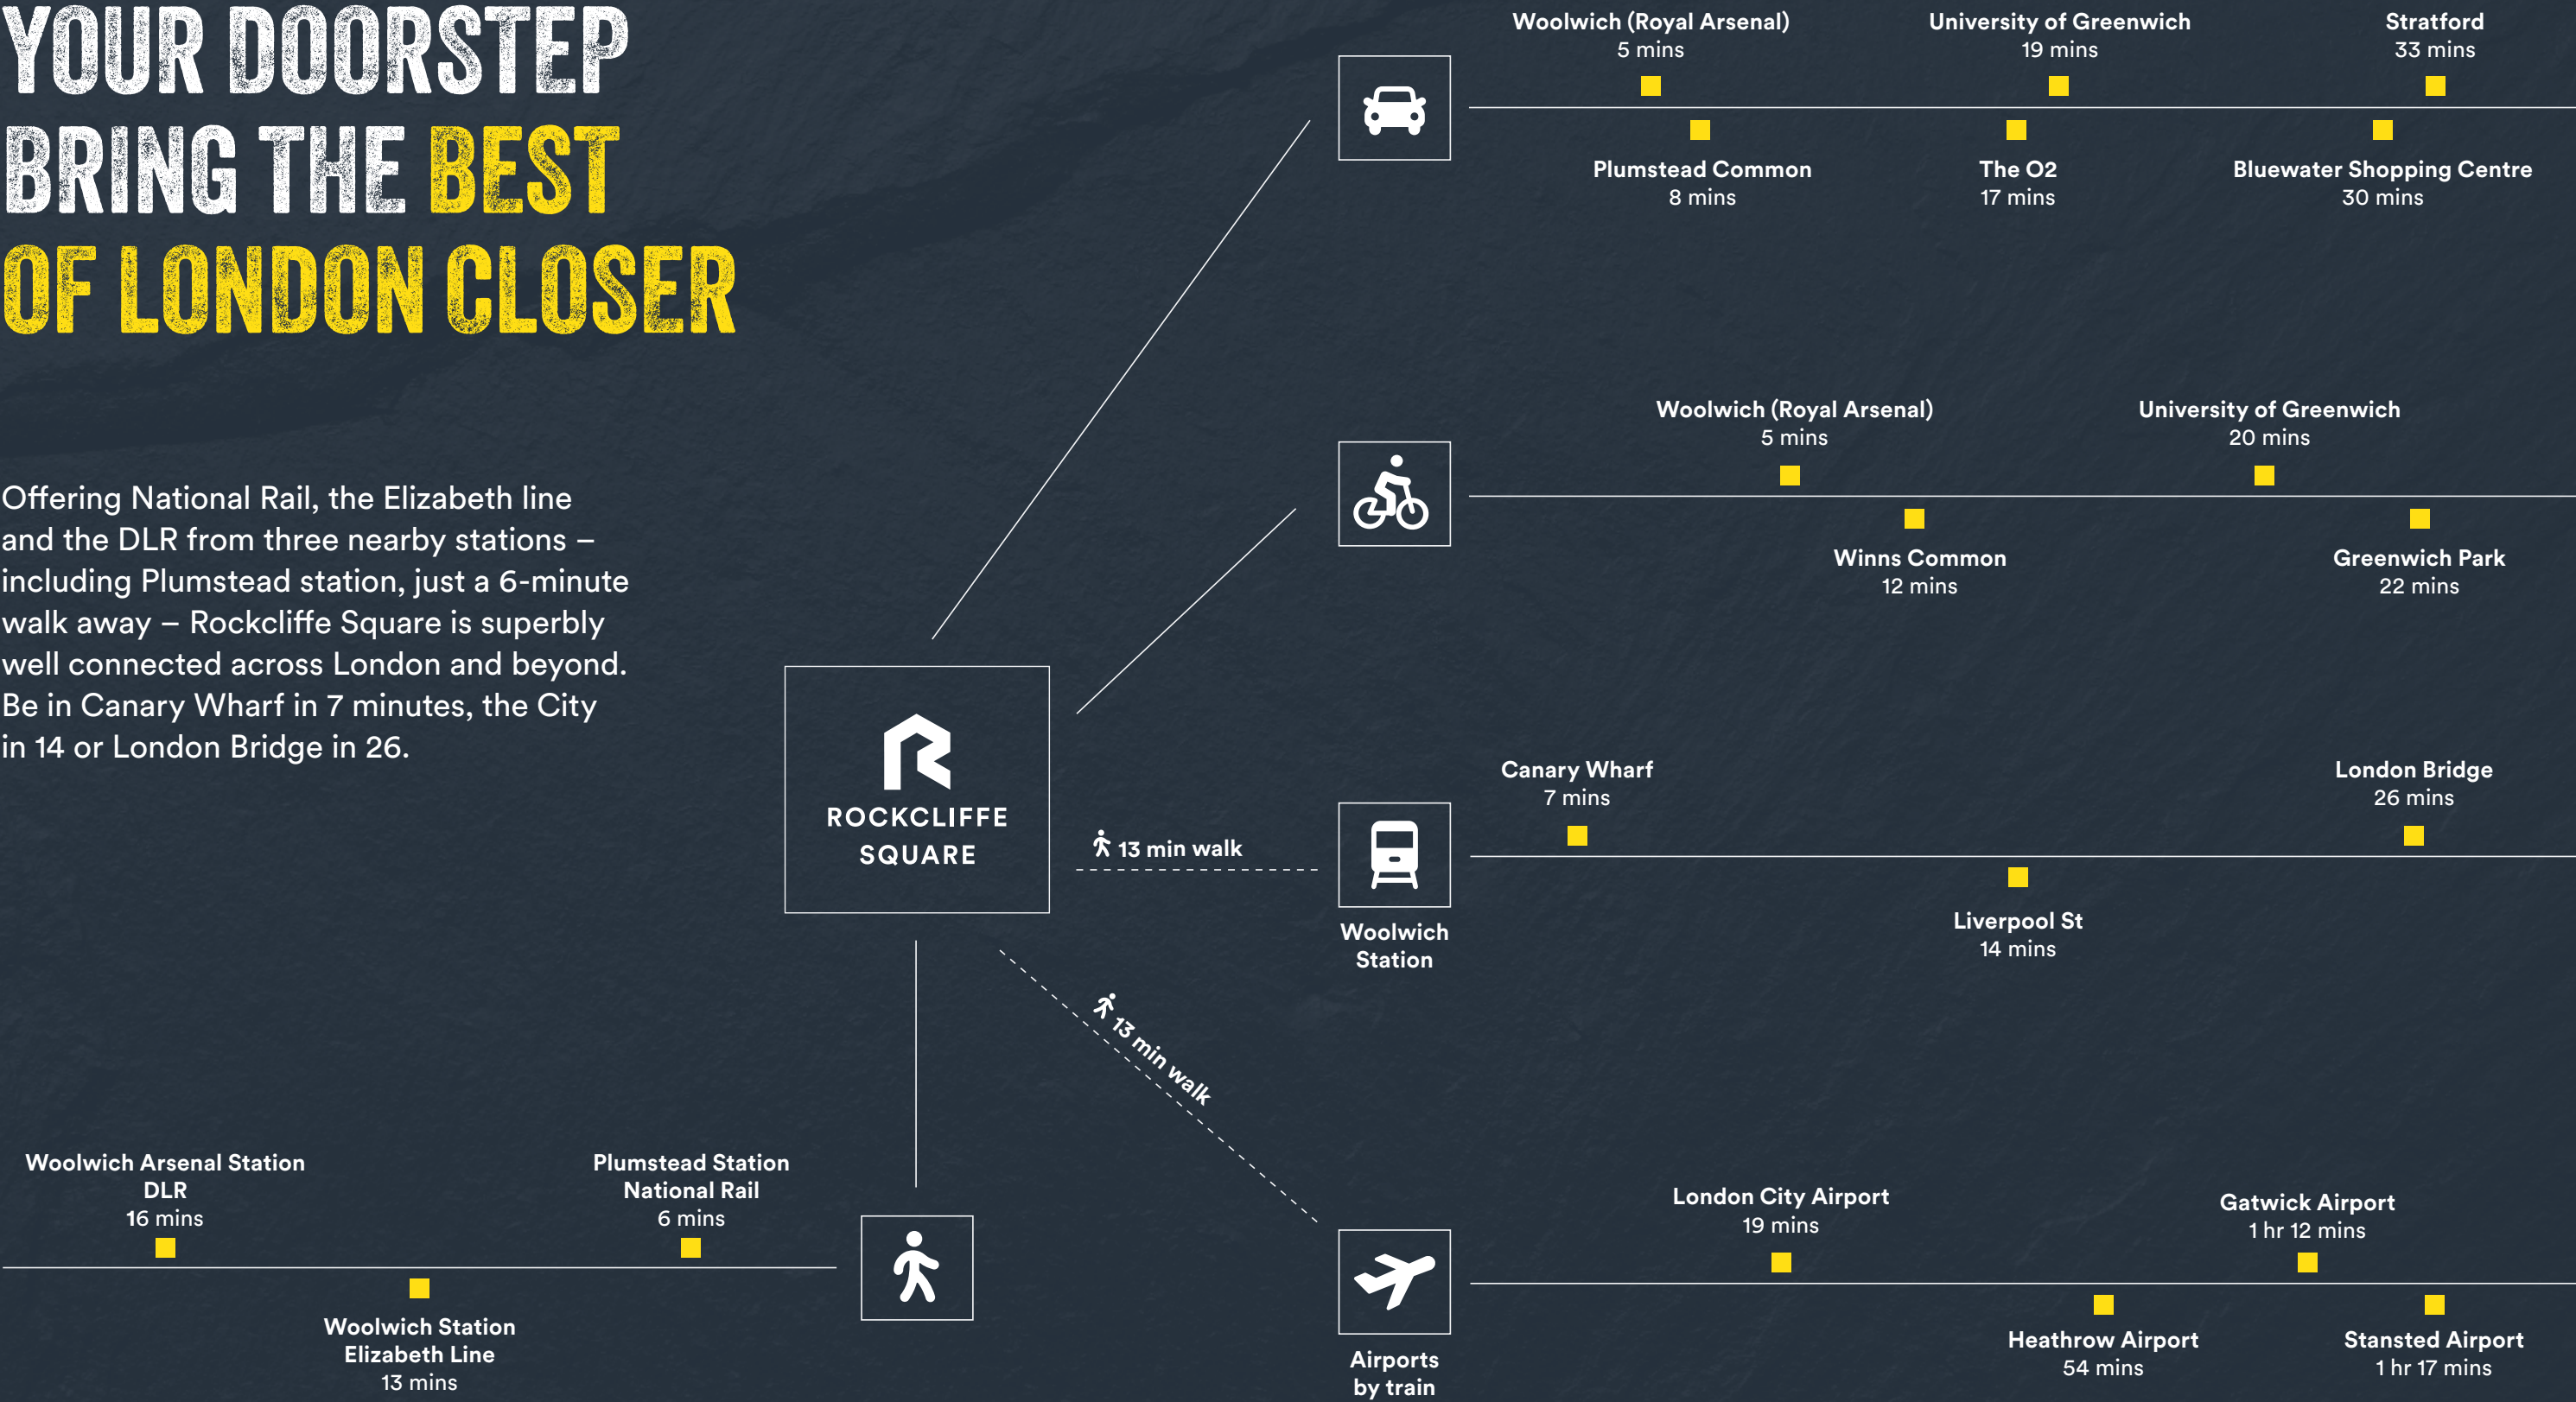 YOUR DOORSTEP
BRING THE BEST
OF LONDON CLOSER
Offering National Rail, the Elizabeth line
and the DLR from three nearby stations –
including Plumstead station, just a 6-minute
walk away – Rockcliffe Square is superbly
well connected across London and beyond.
Be in Canary Wharf in 7 minutes, the City
in 14 or London Bridge in 26.
Woolwich (Royal Arsenal)
5 mins
University of Greenwich
19 mins
Stratford
33 mins
Plumstead Common
8 mins
The O2
17 mins
Bluewater Shopping Centre
30 mins
Woolwich (Royal Arsenal)
5 mins
University of Greenwich
20 mins
Winns Common
12 mins
Greenwich Park
22 mins
ROCKCLIFFE
SQUARE
13 min walk
Woolwich
Station
Canary Wharf
7 mins
London Bridge
26 mins
Liverpool St
14 mins
13 min walk
Airports
by train
London City Airport
19 mins
Gatwick Airport
1 hr 12 mins
Heathrow Airport
54 mins
Stansted Airport
1 hr 17 mins
Woolwich Arsenal Station
DLR
16 mins
Plumstead Station
National Rail
6 mins
Woolwich Station
Elizabeth Line
13 mins